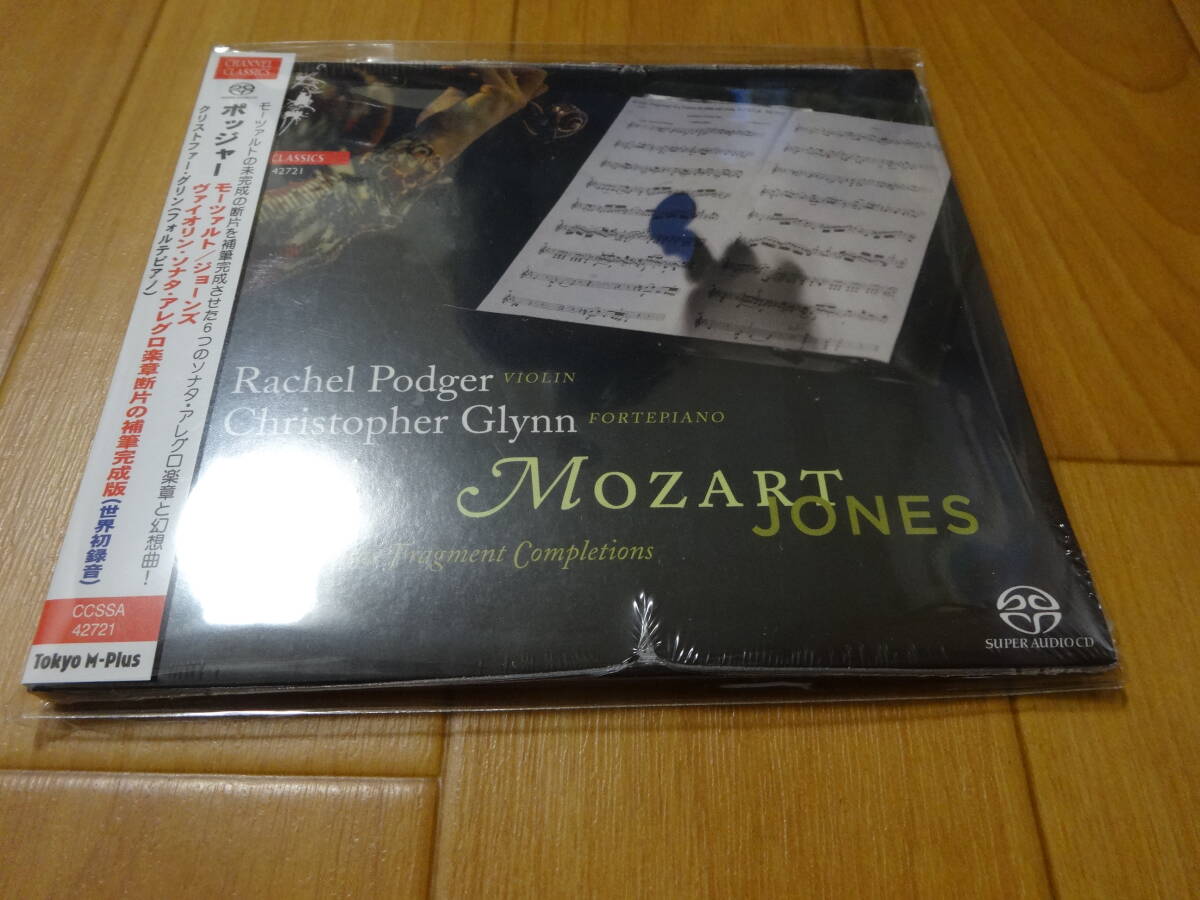 CHANNEL
CLASSICS
モーツァルトの未完成の断片を補筆完成させた6つのソナタ・アレグロ楽章と幻想曲！
ポッジャー
モーツァルト／ジョーンズ
ヴァイオリン・ソナタ・アレグロ楽章断片の補筆完成版(世界初録音)
クリストファー・グリン(フォルテピアノ)
CCSSA
42721
Tokyo M-Plus
CLASSICS
42721
Rachel Podger VIOLIN
Christopher Glynn FORTEPIANO
MOZART
JONES
Fragment Completions
SUPER AUDIO CD